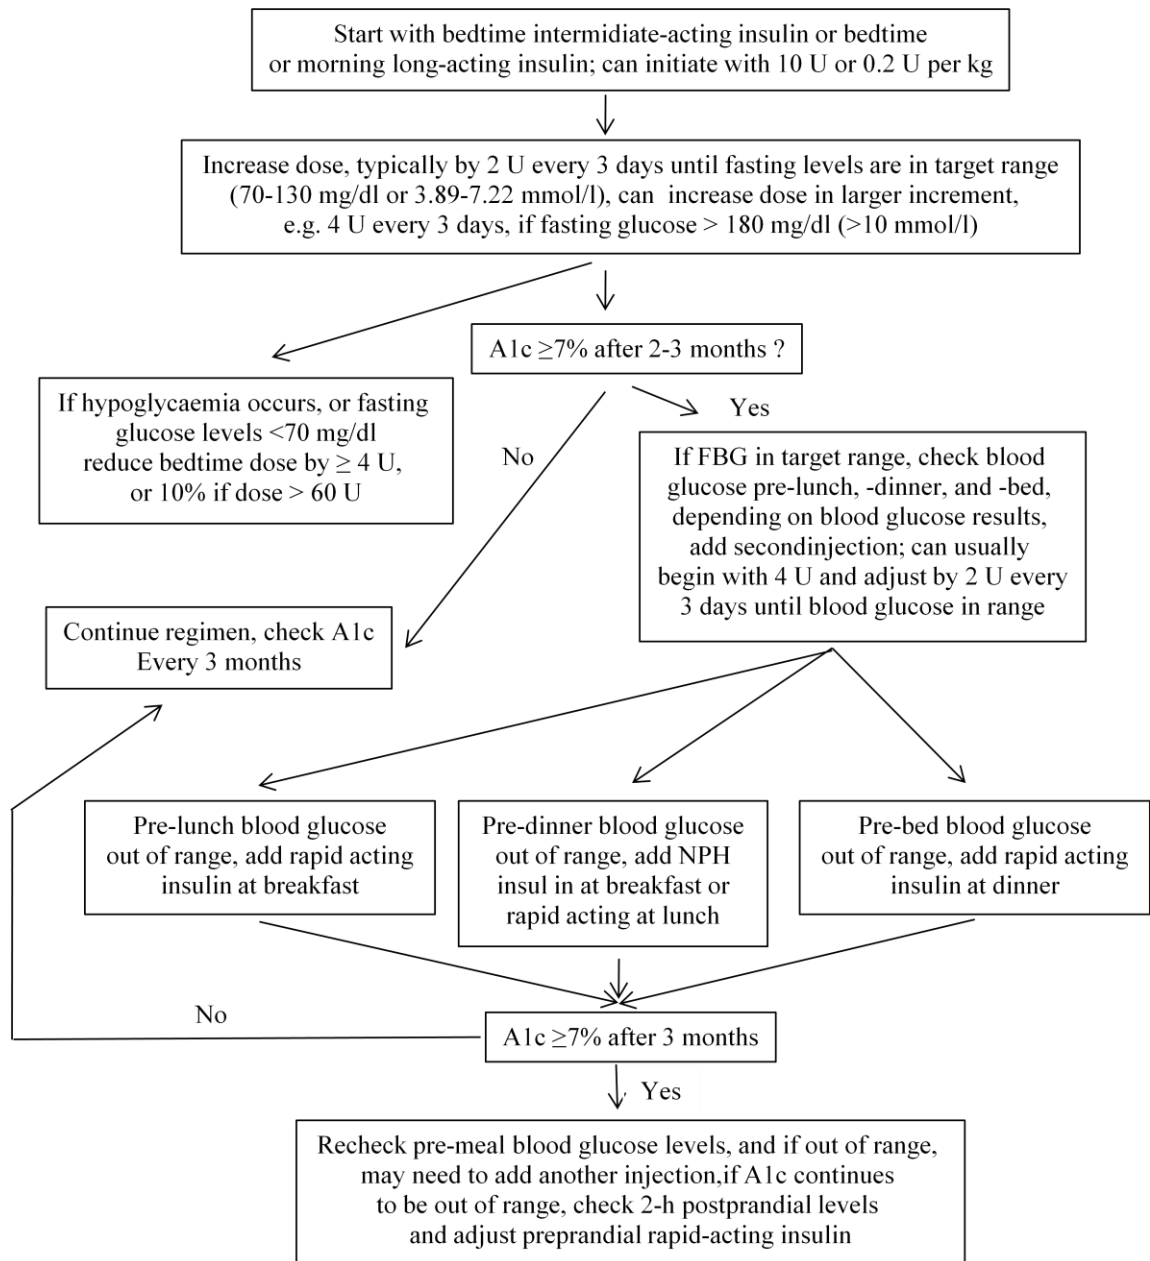 Start with bedtime intermidiate-acting insulin or bedtime
or morning long-acting insulin; can initiate with 10 U or 0.2 U per kg
Increase dose, typically by 2 U every 3 days until fasting levels are in target range
(70-130 mg/dl or 3.89-7.22 mmol/l), can increase dose in larger increment,
e.g. 4 U every 3 days, if fasting glucose > 180 mg/dl (>10 mmol/l)
A1c ≥7% after 2-3 months ?
If hypoglycaemia occurs, or fasting
glucose levels <70 mg/dl
reduce bedtime dose by ≥ 4 U,
or 10% if dose > 60 U
No
Yes
If FBG in target range, check blood
glucose pre-lunch, -dinner, and -bed,
depending on blood glucose results,
add secondinjection; can usually
begin with 4 U and adjust by 2 U every
3 days until blood glucose in range
Continue regimen, check A1c
Every 3 months
Pre-lunch blood glucose
out of range, add rapid acting
insulin at breakfast
Pre-dinner blood glucose
out of range, add NPH
insul in at breakfast or
rapid acting at lunch
Pre-bed blood glucose
out of range, add rapid acting
insulin at dinner
No
A1c ≥7% after 3 months
Yes
Recheck pre-meal blood glucose levels, and if out of range,
may need to add another injection,if A1c continues
to be out of range, check 2-h postprandial levels
and adjust preprandial rapid-acting insulin